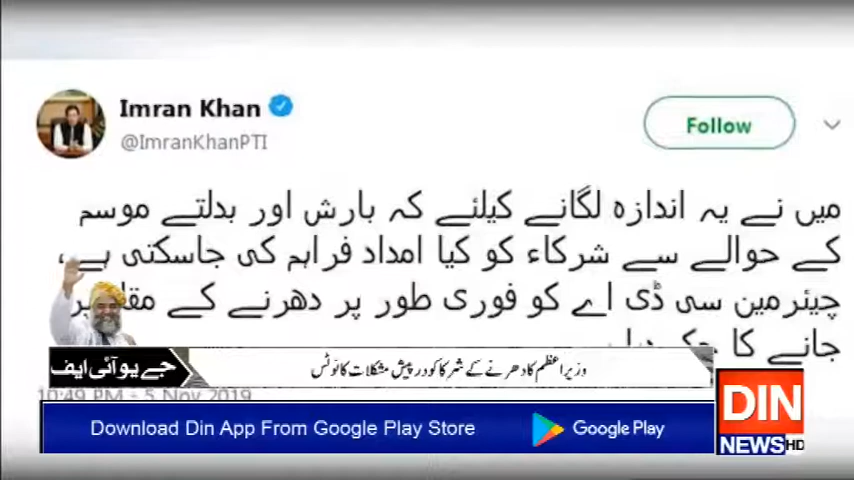 Imran Khan
@ImranKhanPTI
Follow
میں نے یہ اندازہ لگانے کیلئے کہ بارش اور بدلتے موسم
کے حوالے سے شرکاء کو کیا امداد فراہم کی جاسکتی ہے،
چیئرمین سی ڈی اے کو فوری طور پر دھرنے کے
جانے کا
جے یو آئی ایف
وزیراعظم کا دھرنے کے شرکا کو درپیش مشکلات کا نوٹس
10:49 PM - 5 Nov 2019
Download Din App From Google Play Store
Google Play
DIN
NEWS HD